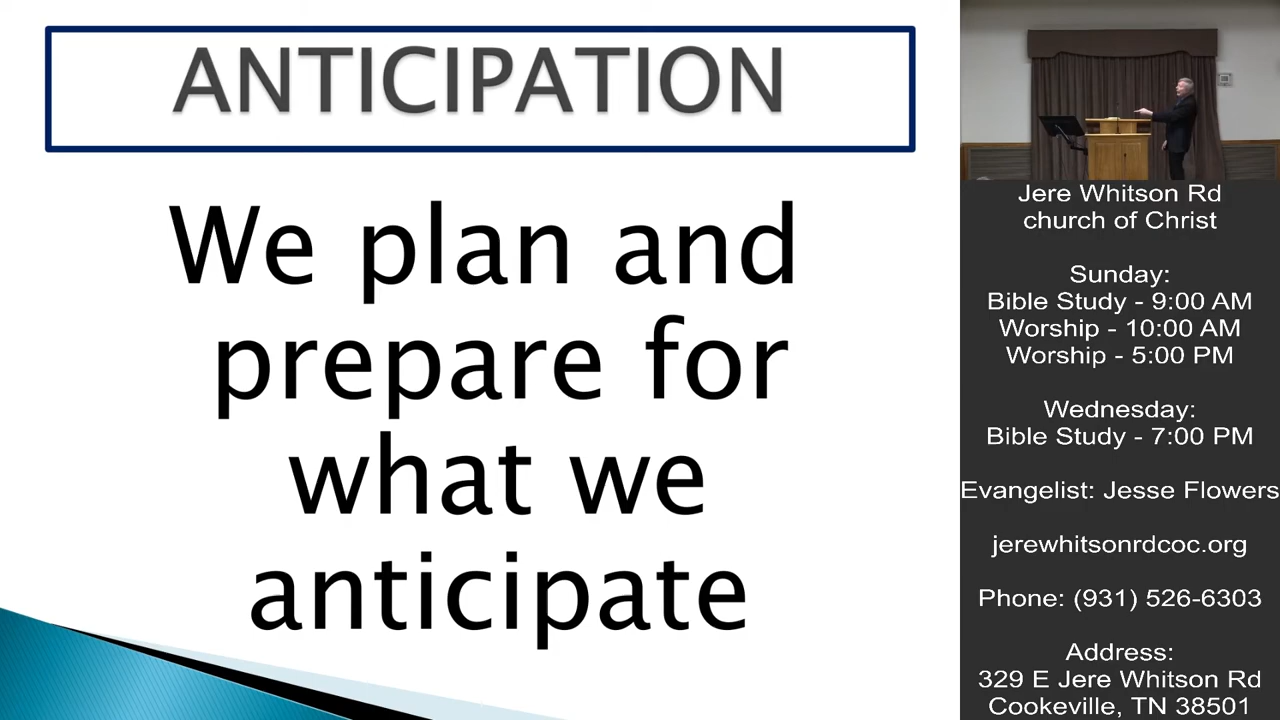 ANTICIPATION
We plan and
prepare for
what we
anticipate
Jere Whitson Rd
church of Christ
Sunday:
Bible Study - 9:00 AM
Worship - 10:00 AM
Worship - 5:00 PM
Wednesday:
Bible Study - 7:00 PM
Evangelist: Jesse Flowers
jerewhitsonrdcoc.org
Phone: (931) 526-6303
Address:
329 E Jere Whitson Rd
Cookeville, TN 38501